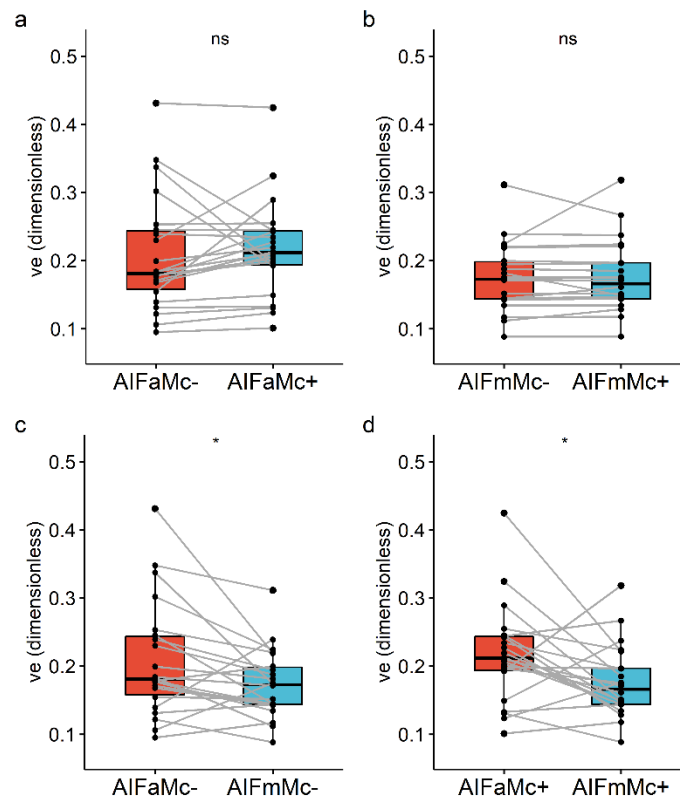 a
ns
ve (dimensionless)
0.5
0.4
0.3
0.2
0.1
AIFaMc- AIFaMc+
b
ns
ve (dimensionless)
0.5
0.4
0.3
0.2
0.1
AIFmMc- AIFmMc+
c
*
ve (dimensionless)
0.5
0.4
0.3
0.2
0.1
AIFaMc- AIFmMc-
d
*
ve (dimensionless)
0.5
0.4
0.3
0.2
0.1
AIFaMc+ AIFmMc+